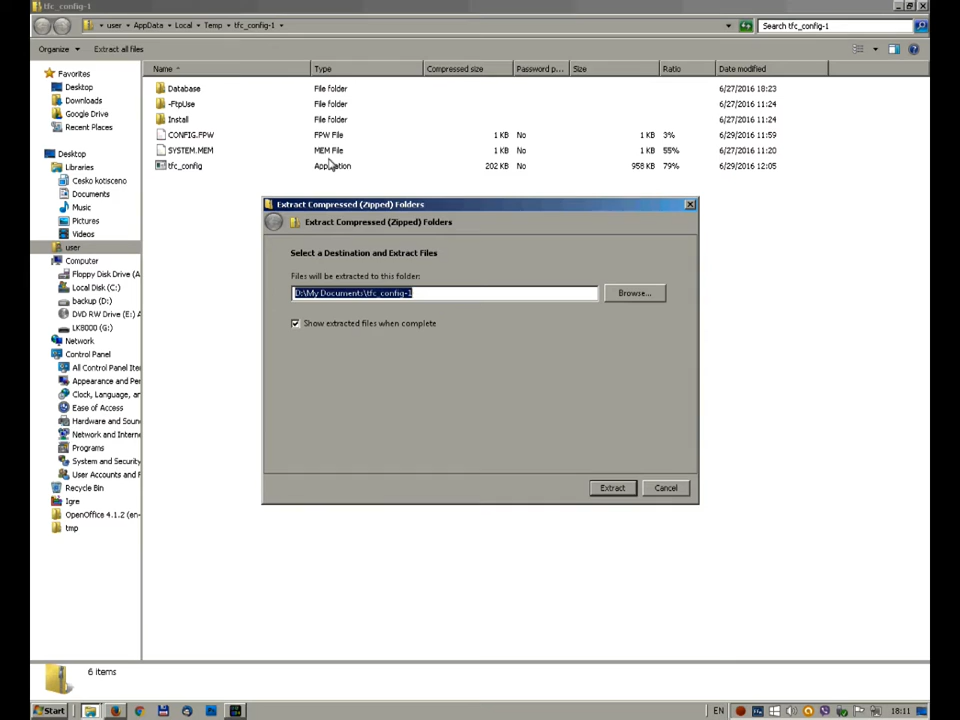 tfc_config-1
user ▸ AppData ▸ Local ▸ Temp ▸ tfc_config-1 ▸
Search tfc_config-1
Organize
Extract all files
Name
Type
Compressed size
Password p...
Size
Ratio
Date modified
Database File folder 6/27/2016 18:23
-FtpUse File folder 6/27/2016 11:24
Install File folder 6/27/2016 11:24
CONFIG.FPW FPW File 1 KB No 1 KB 3% 6/29/2016 11:59
SYSTEM.MEM MEM File 1 KB No 1 KB 55% 6/27/2016 11:20
tfc_config Application 202 KB No 958 KB 79% 6/29/2016 12:05
Favorites
Desktop
Downloads
Google Drive
Recent Places
Desktop
Libraries
Cesko kotisceno
Documents
Music
Pictures
Videos
user
Computer
Floppy Disk Drive (A
Local Disk (C:)
backup (D:)
DVD RW Drive (E:)
LK8000 (G:)
Network
Control Panel
All Control Panel Ite
Appearance and Per
Clock, Language, ar
Ease of Access
Hardware and Soun
Network and Interne
Programs
System and Security
User Accounts and F
Recycle Bin
Igre
OpenOffice 4.1.2 (en-
tmp
Extract Compressed (Zipped) Folders
Extract Compressed (Zipped) Folders
Select a Destination and Extract Files
Files will be extracted to this folder:
D:\My Documents\tfc_config-1
Browse...
Show extracted files when complete
Extract
Cancel
6 items
Start
EN
18:11